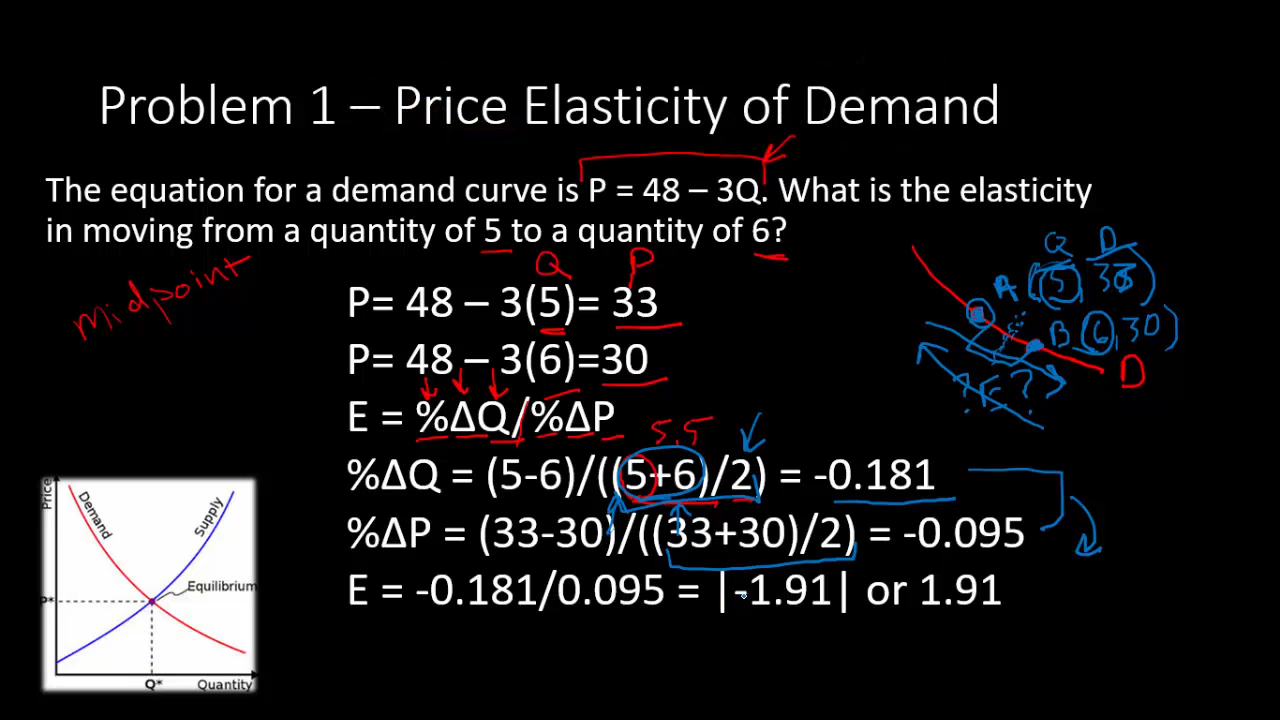 Problem 1 – Price Elasticity of Demand
The equation for a demand curve is P = 48 – 3Q. What is the elasticity
in moving from a quantity of 5 to a quantity of 6?
midpoint
Q P
P= 48 – 3(5)= 33
P= 48 – 3(6)=30
E = %ΔQ/%ΔP
5.5
%ΔQ = (5-6)/((5+6)/2) = -0.181
%ΔP = (33-30)/((33+30)/2) = -0.095
E = -0.181/0.095 = |-1.91| or 1.91
Q
A (5,
B (6,30)
D
? E ?
Price
Demand
Supply
Equilibrium
P*
Q*
Quantity